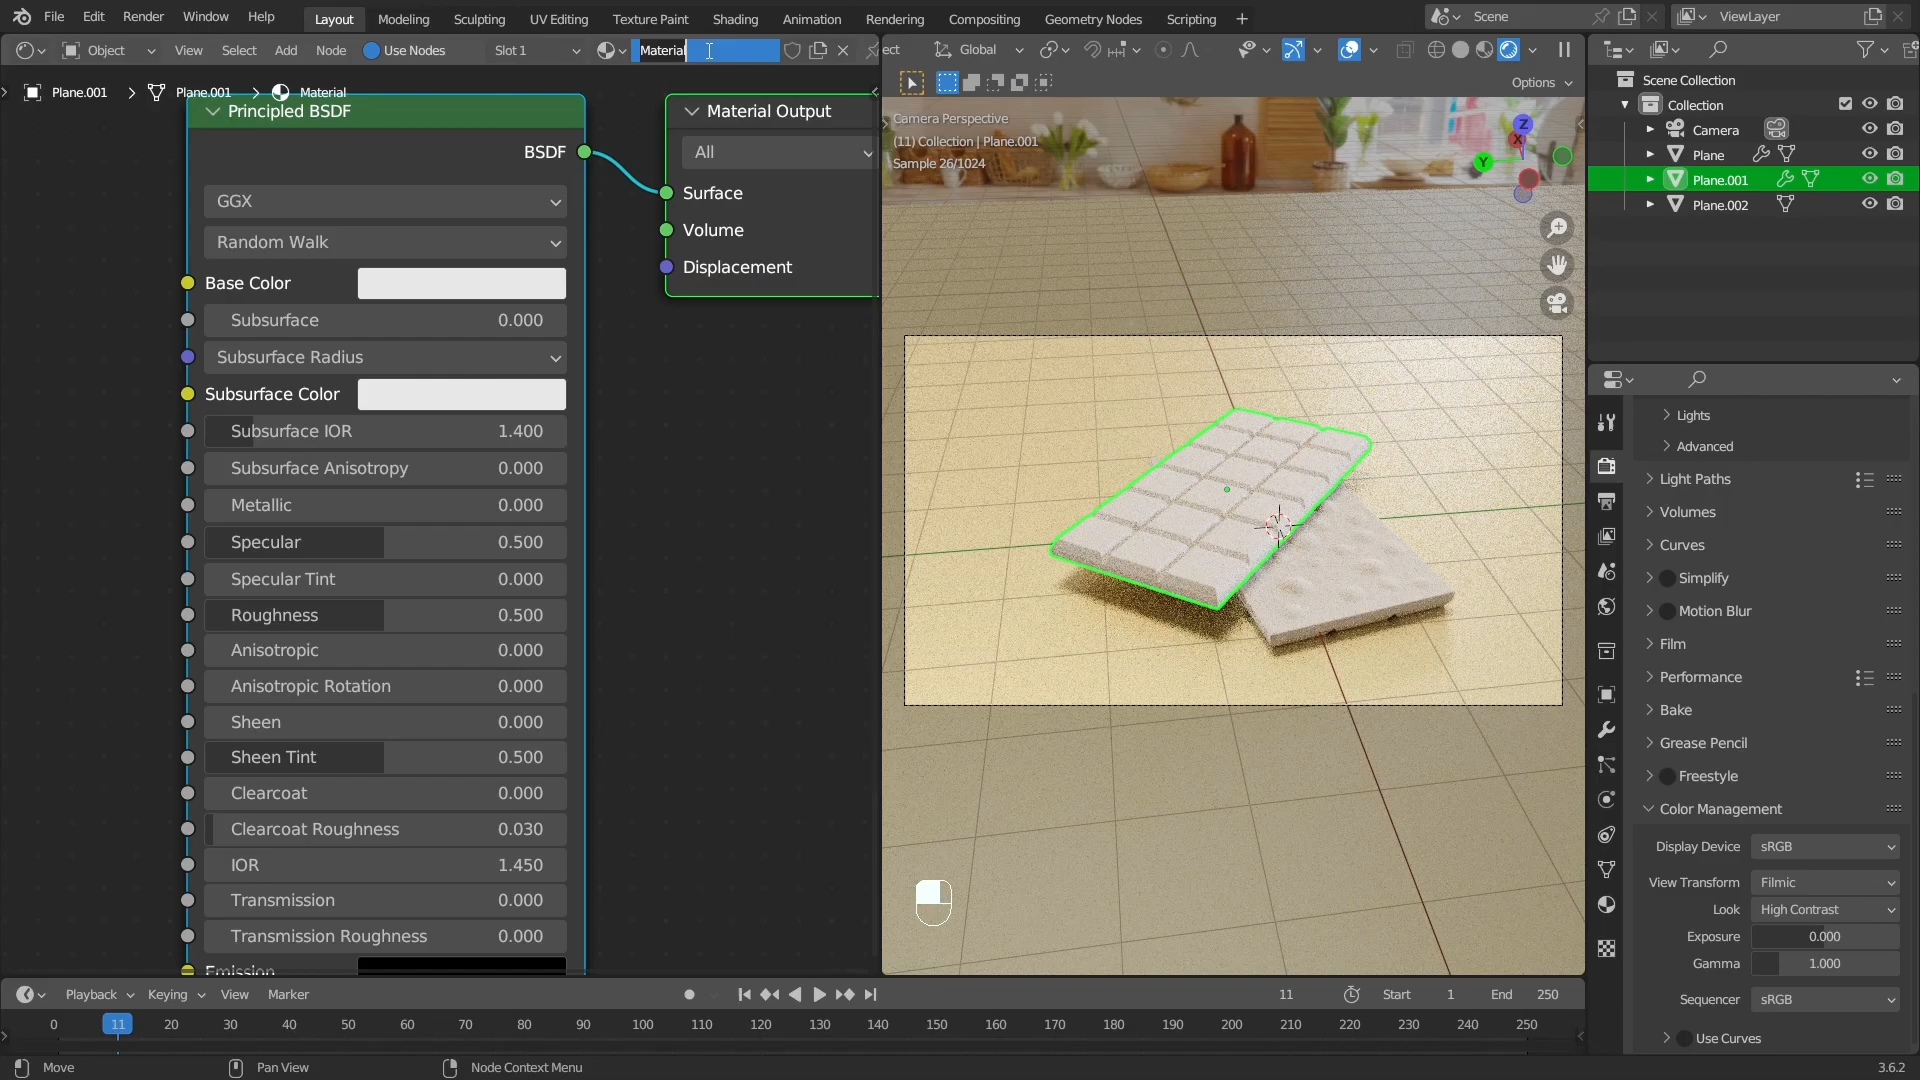 File Edit Render Window Help Layout Modeling Sculpting UV Editing Texture Paint Shading Animation Rendering Compositing Geometry Nodes Scripting Scene ViewLayer
Object View Select Add Node Use Nodes Slot 1 Material ect Global
Options
Plane.001 Plane.001 Material
Principled BSDF
BSDF
GGX
Random Walk
Base Color
Subsurface 0.000
Subsurface Radius
Subsurface Color
Subsurface IOR 1.400
Subsurface Anisotropy 0.000
Metallic 0.000
Specular 0.500
Specular Tint 0.000
Roughness 0.500
Anisotropic 0.000
Anisotropic Rotation 0.000
Sheen 0.000
Sheen Tint 0.500
Clearcoat 0.000
Clearcoat Roughness 0.030
IOR 1.450
Transmission 0.000
Transmission Roughness 0.000
Emission
Material Output
All
Surface
Volume
Displacement
Camera Perspective
(11) Collection | Plane.001
Sample 26/1024
Z
X
Y
Scene Collection
Collection
Camera
Plane
Plane.001
Plane.002
Lights
Advanced
Light Paths
Volumes
Curves
Simplify
Motion Blur
Film
Performance
Bake
Grease Pencil
Freestyle
Color Management
Display Device sRGB
View Transform Filmic
Look High Contrast
Exposure 0.000
Gamma 1.000
Sequencer sRGB
Use Curves
Playback Keying View Marker 11 Start 1 End 250
0 11 20 30 40 50 60 70 80 90 100 110 120 130 140 150 160 170 180 190 200 210 220 230 240 250
Move Pan View Node Context Menu 3.6.2